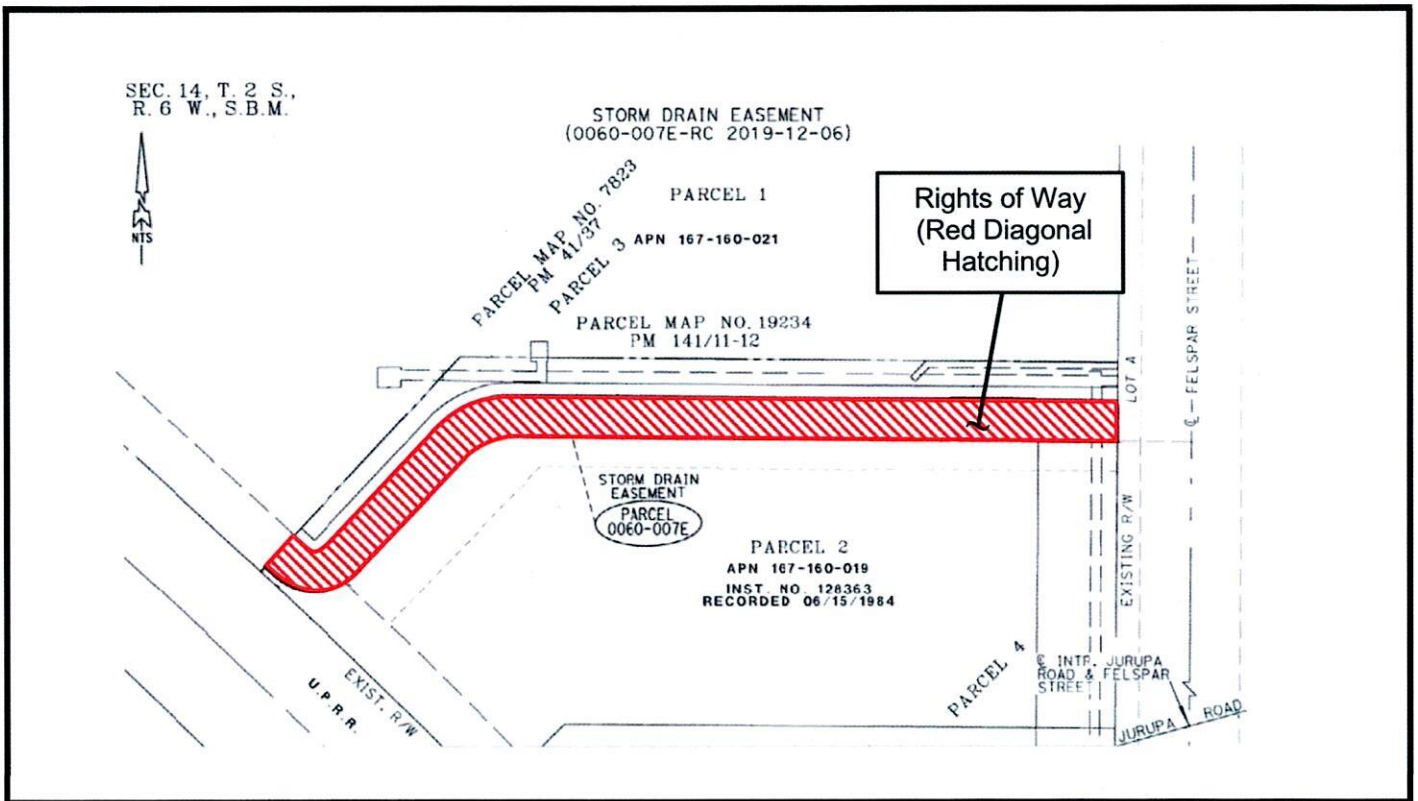 SEC. 14, T. 2 S.,
R. 6 W., S.B.M.
NTS
STORM DRAIN EASEMENT
(0060-007E-RC 2019-12-06)
PARCEL 1
APN 167-160-021
PARCEL MAP NO. 7823
PM 41/37
PARCEL 3
PARCEL MAP NO. 19234
PM 141/11-12
Rights of Way
(Red Diagonal
Hatching)
LOT A
℄ FELSPAR STREET
STORM DRAIN
EASEMENT
PARCEL
0060-007E
PARCEL 2
APN 167-160-019
INST. NO. 128363
RECORDED 06/15/1984
EXISTING R/W
EXIST. R/W
U.P.R.R.
PARCEL 4
℄ INTR. JURUPA
ROAD & FELSPAR
STREET
JURUPA ROAD